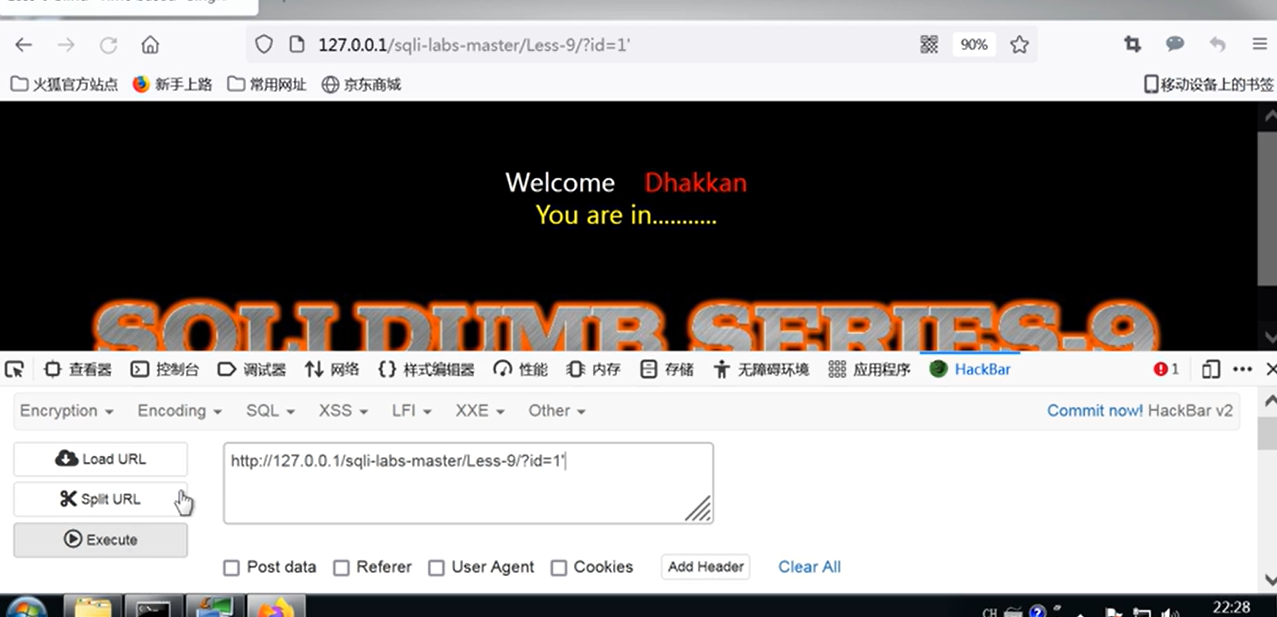 127.0.0.1/sqli-labs-master/Less-9/?id=1' 90%
火狐官方站点 新手上路 常用网址 京东商城 移动设备上的书签
Welcome Dhakkan
You are in...........
SQLI DUMB SERIES-9
查看器 控制台 调试器 网络 样式编辑器 性能 内存 存储 无障碍环境 应用程序 HackBar 1
Encryption Encoding SQL XSS LFI XXE Other Commit now! HackBar v2
Load URL http://127.0.0.1/sqli-labs-master/Less-9/?id=1'
Split URL
Execute
Post data Referer User Agent Cookies Add Header Clear All
CH 22:28